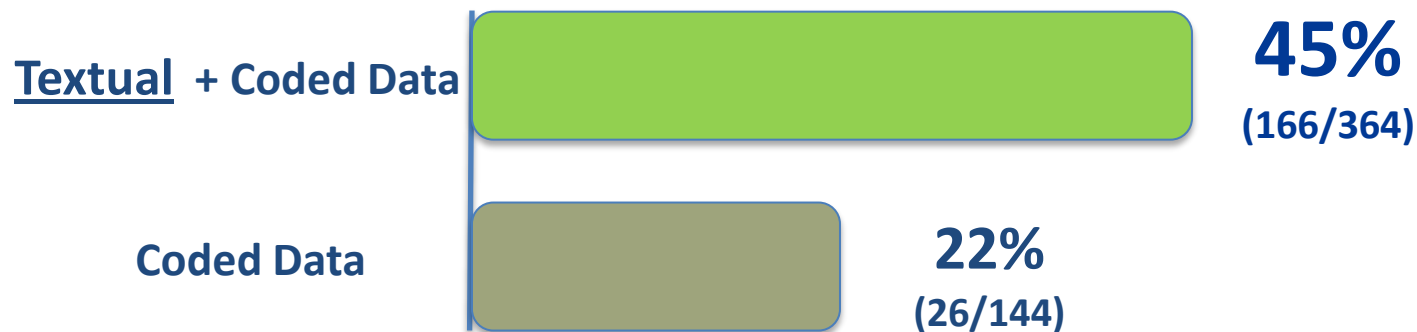 Textual + Coded Data
45%
(166/364)
Coded Data
22%
(26/144)